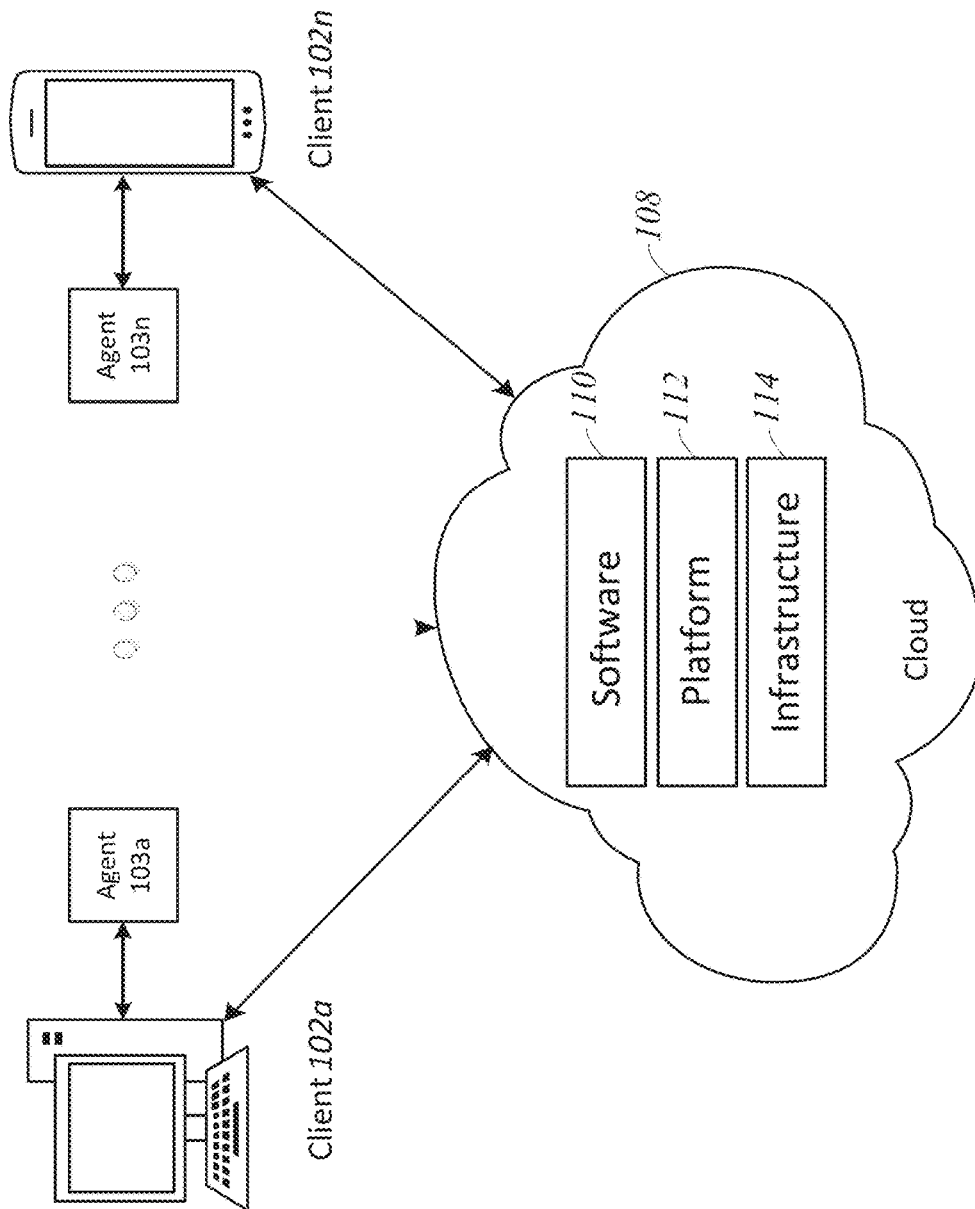 Client 102a
Agent
103a
Agent
103n
Client 102n
108
Software
110
Platform
112
Infrastructure
114
Cloud